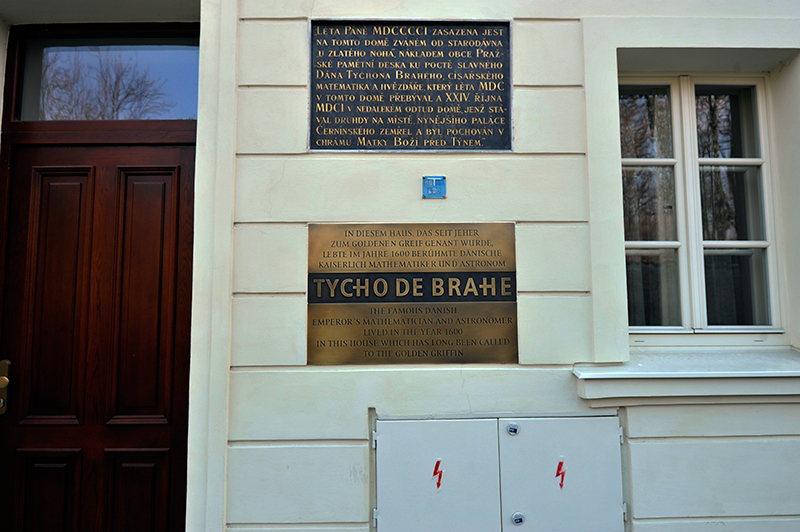 LÉTA PÁNĚ MDCCCCI ZASAZENA JEST
NA TOMTO DOMĚ ZVANÉM OD STARODÁVNA
U ZLATÉHO NOHA, NÁKLADEM OBCE PRAŽ-
SKÉ PAMĚTNÍ DESKA KU POCTĚ SLAVNÉHO
DÁNA TYCHONA BRAHEHO, CÍSAŘSKÉHO
MATEMATIKA A HVĚZDÁŘE, KTERÝ LÉTA MDC
V TOMTO DOMĚ PŘEBÝVAL A XXIV. ŘÍJNA
MDCI V NEDALEKÉM ODTUD DOMĚ, JENŽ STÁ-
VAL DRUHDY NA MÍSTĚ NYNĚJŠÍHO PALÁCE
ČERNÍNSKÉHO ZEMŘEL A BYL POCHOVÁN V
CHRÁMU MATKY BOŽÍ PŘED TÝNEM.
IN DIESEM HAUS, DAS SEIT JEHER
ZUM GOLDENEN GREIF GENANT WURDE,
LEBTE IM JAHRE 1600 BERÜHMTE DÄNISCHE
KAISERLICH MATHEMATIKER UND ASTRONOM
TYCHO DE BRAHE
THE FAMOUS DANISH
EMPEROR'S MATHEMATICIAN AND ASTRONOMER
LIVED IN THE YEAR 1600
IN THIS HOUSE WHICH HAS LONG BEEN CALLED
TO THE GOLDEN GRIFFIN